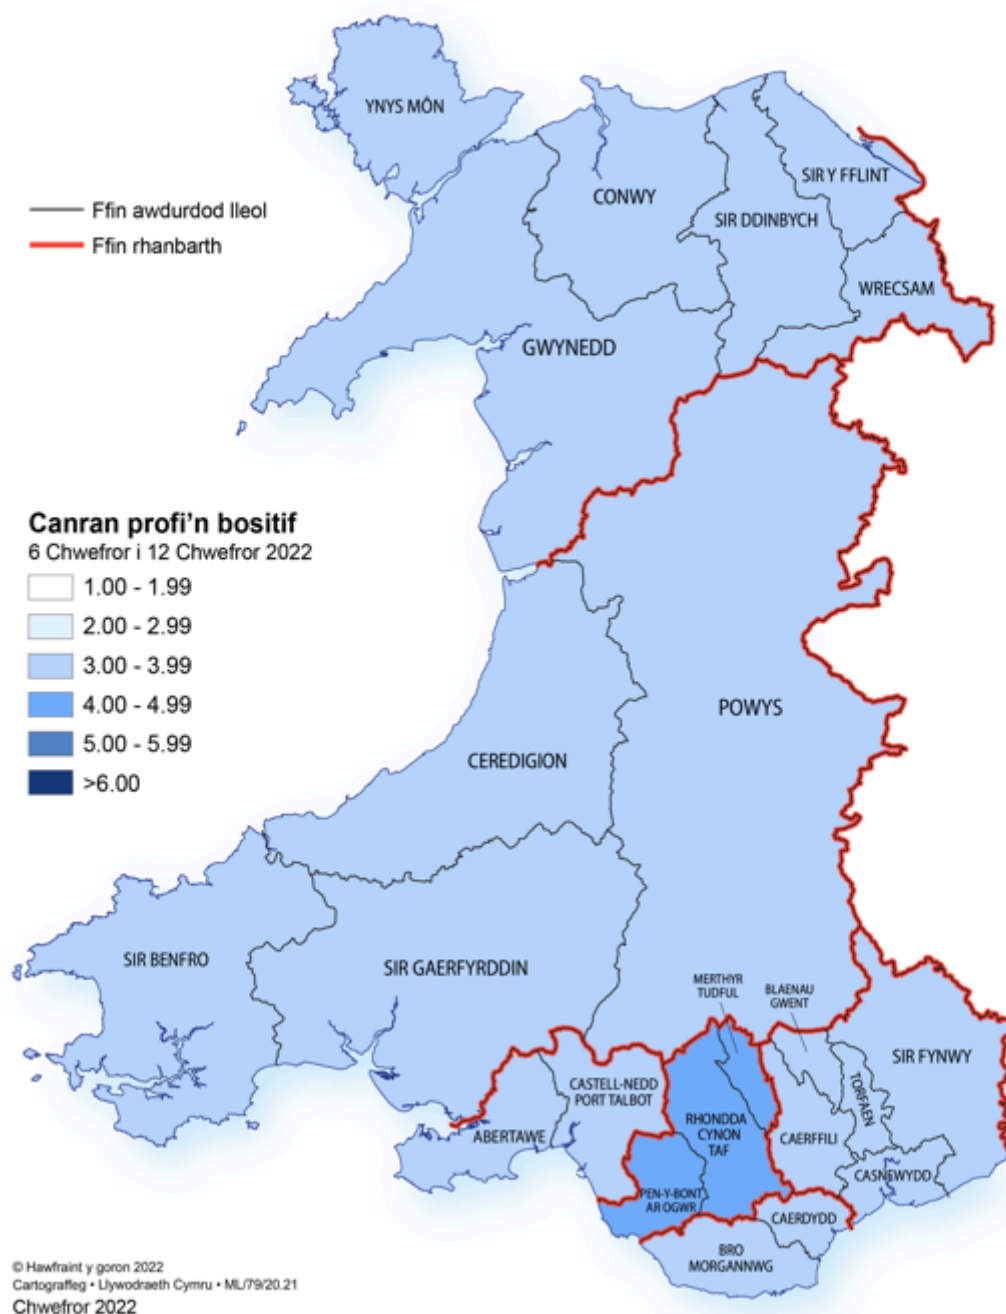 YNYS MÔN
CONWY
SIR Y FFLINT
SIR DDINBYCH
WRECSAM
GWYNEDD
Ffin awdurdod lleol
Ffin rhanbarth
Canran profi'n bositif
6 Chwefror i 12 Chwefror 2022
1.00 - 1.99
2.00 - 2.99
3.00 - 3.99
4.00 - 4.99
5.00 - 5.99
>6.00
POWYS
CEREDIGION
SIR BENFRO
SIR GAERFYRDDIN
MERTHYR
TUDFUL
BLAENAU
GWENT
SIR FYNWY
TORFAEN
CASTELL-NEDD
PORT TALBOT
ABERTAWE
RHONDDA
CYNON
TAF
CAERFFILI
CASNEWYDD
PEN-Y-BONT
AR OGWR
CAERDYDD
BRO
MORGANNWG
© Hawlfraint y goron 2022
Cartograffeg • Llywodraeth Cymru • ML/79/20.21
Chwefror 2022